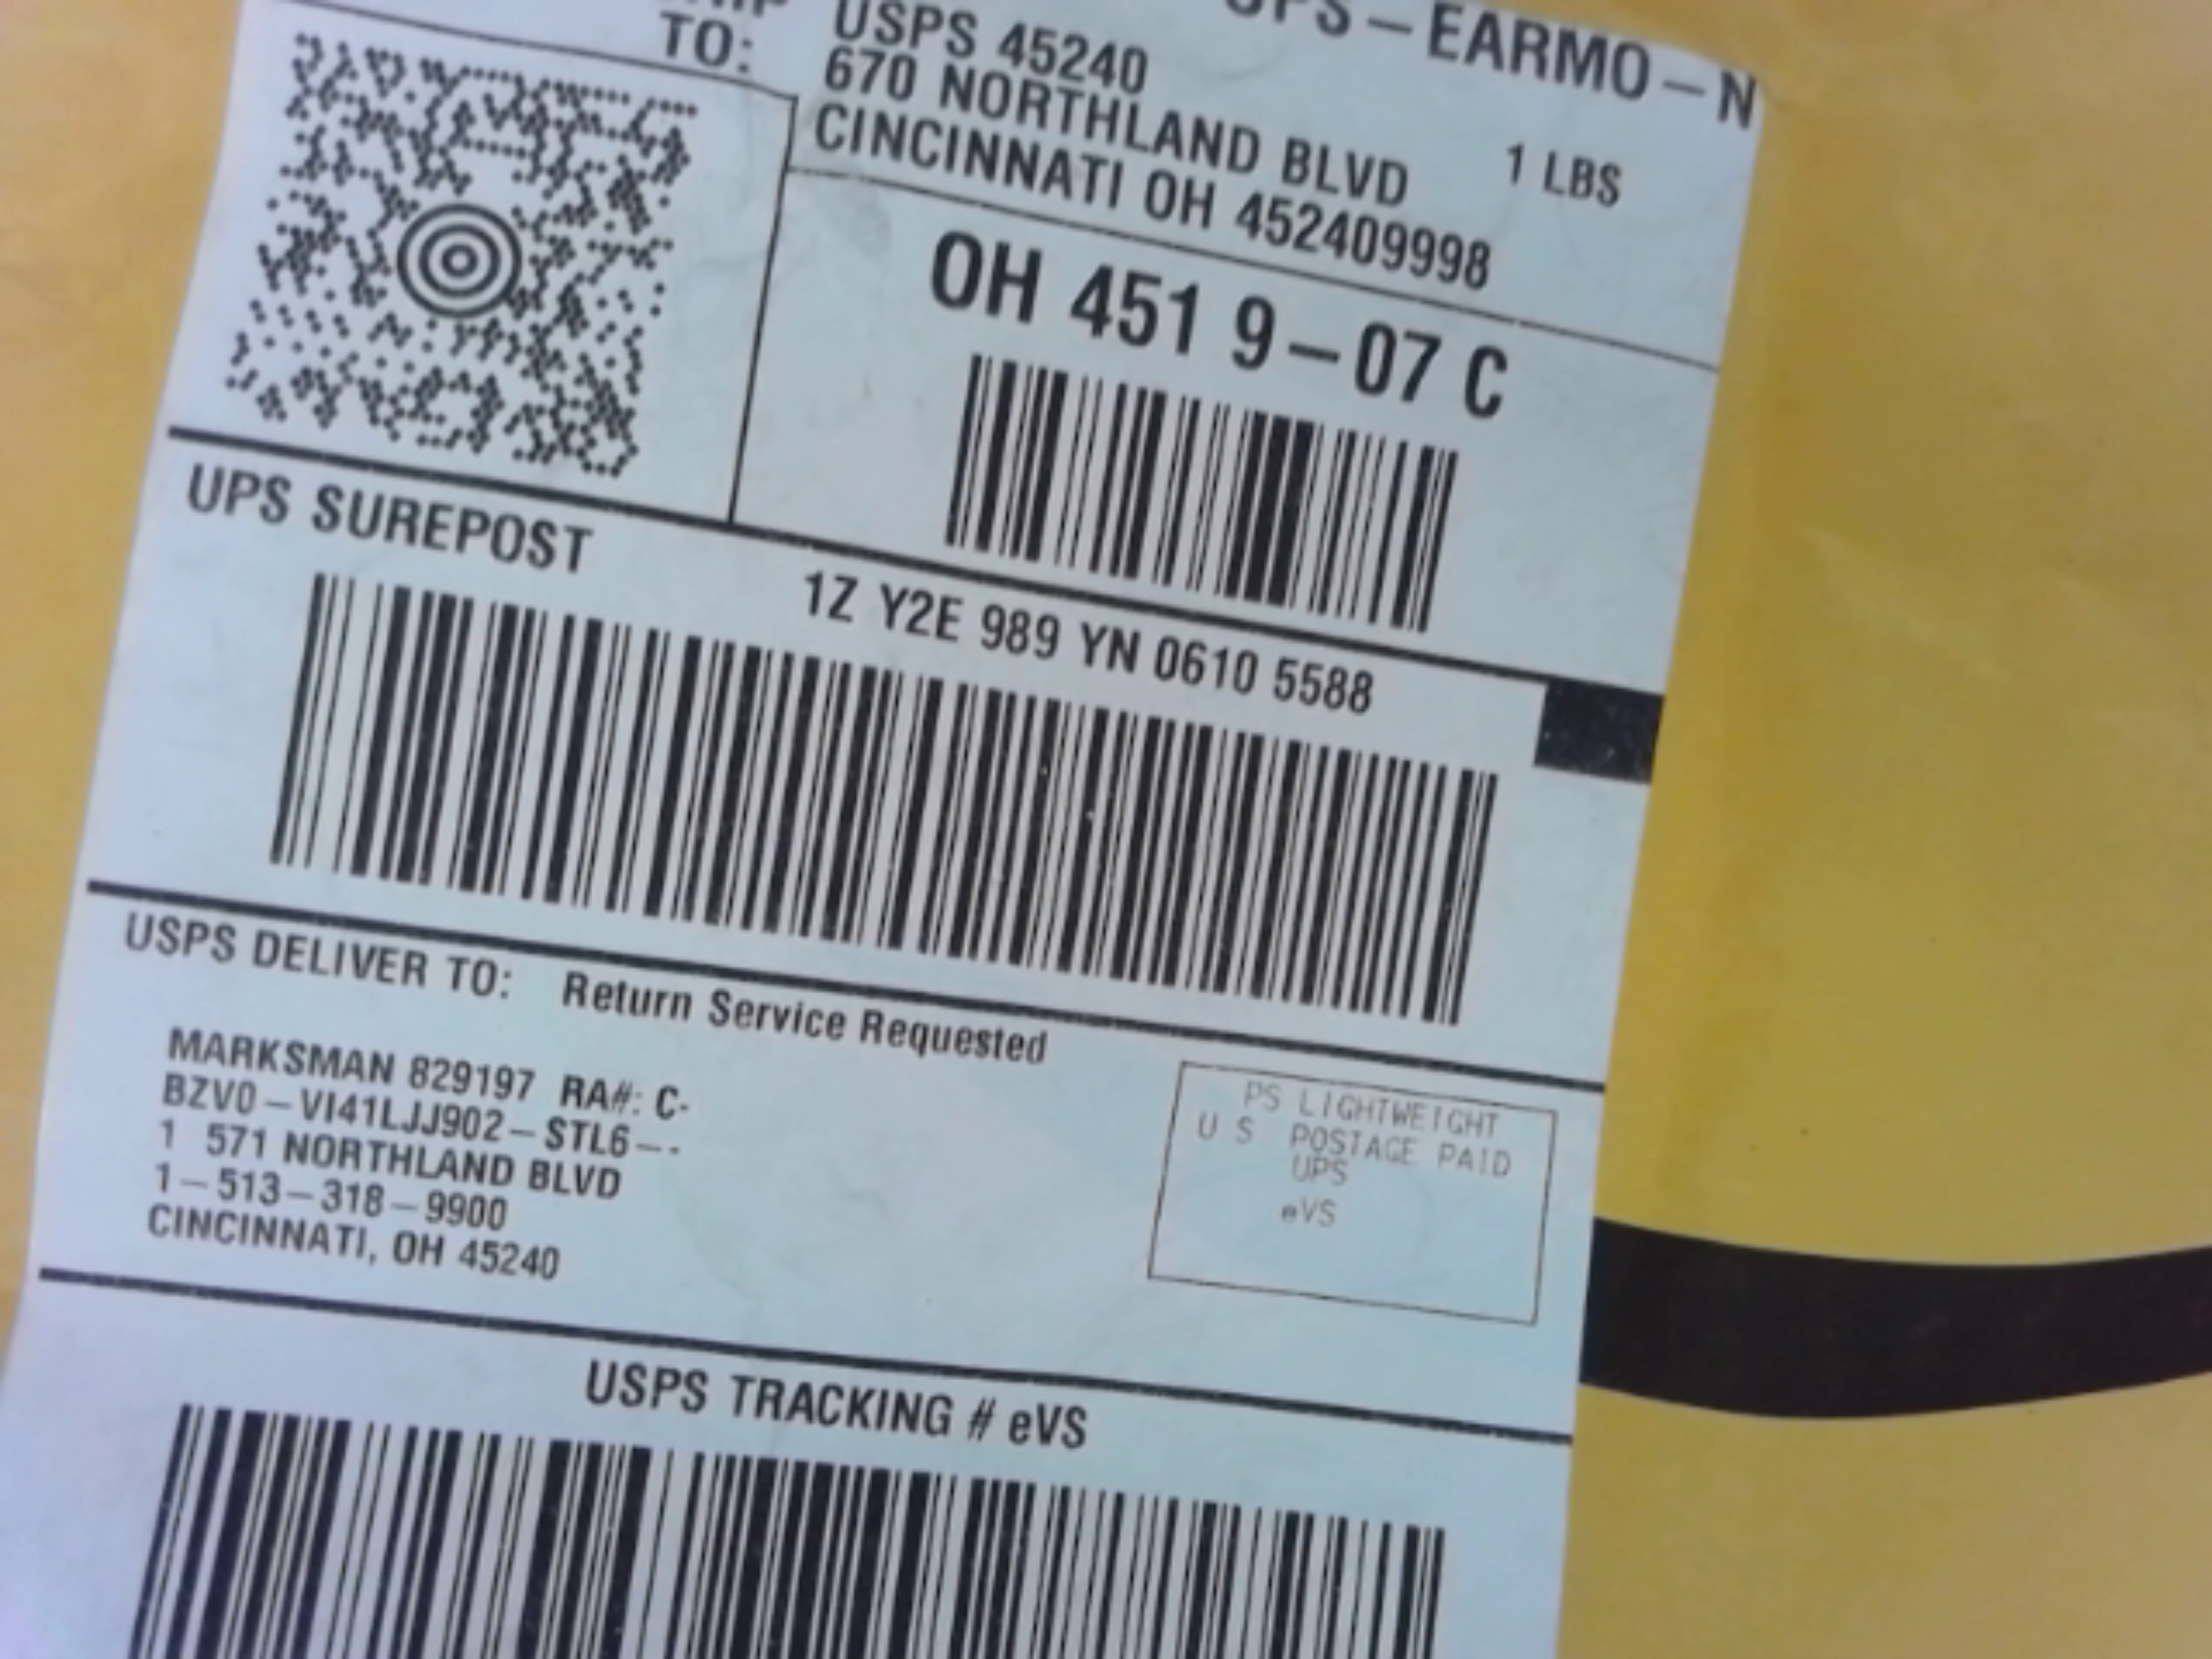 TO:
USPS 45240
670 NORTHLAND BLVD
CINCINNATI OH 452409998
– EARMO – N
1 LBS
OH 451 9 – 07 C
UPS SUREPOST
1Z Y2E 989 YN 0610 5588
USPS DELIVER TO: Return Service Requested
MARKSMAN 829197 RA#: C-
BZV0 – VI41LJJ902 – STL6 – -
1 571 NORTHLAND BLVD
1 – 513 – 318 – 9900
CINCINNATI, OH 45240
PS LIGHTWEIGHT
U S POSTAGE PAID
UPS
eVS
USPS TRACKING # eVS